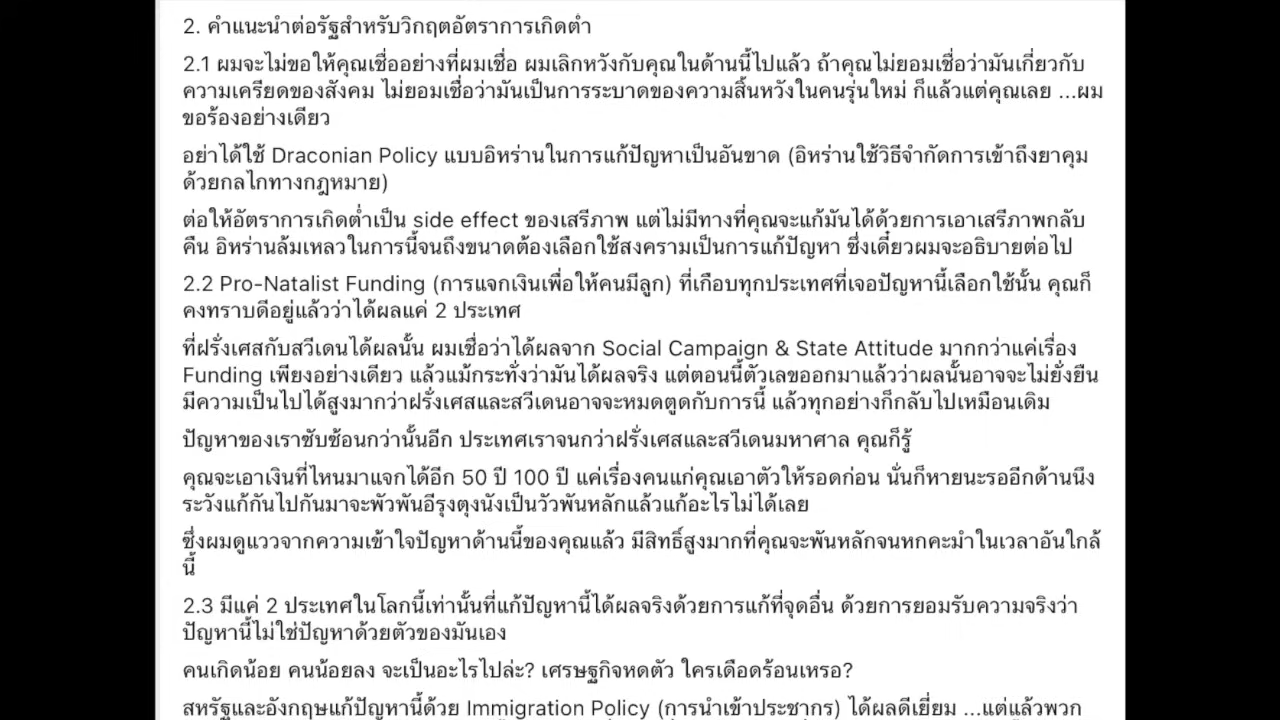 2. คำแนะนำต่อรัฐสำหรับวิกฤตอัตราการเกิดต่ำ
2.1 ผมจะไม่ขอให้คุณเชื่ออย่างที่ผมเชื่อ ผมเลิกหวังกับคุณในด้านนี้ไปแล้ว ถ้าคุณไม่ยอมเชื่อว่ามันเกี่ยวกับ
ความเครียดของสังคม ไม่ยอมเชื่อว่ามันเป็นการระบาดของความสิ้นหวังในคนรุ่นใหม่ ก็แล้วแต่คุณเลย ...ผม
ขอร้องอย่างเดียว
อย่าได้ใช้ Draconian Policy แบบอิหร่านในการแก้ปัญหาเป็นอันขาด (อิหร่านใช้วิธีจำกัดการเข้าถึงยาคุม
ด้วยกลไกทางกฎหมาย)
ต่อให้อัตราการเกิดต่ำเป็น side effect ของเสรีภาพ แต่ไม่มีทางที่คุณจะแก้มันได้ด้วยการเอาเสรีภาพกลับ
คืน อิหร่านล้มเหลวในการนี้จนถึงขนาดต้องเลือกใช้สงครามเป็นการแก้ปัญหา ซึ่งเดี๋ยวผมจะอธิบายต่อไป
2.2 Pro-Natalist Funding (การแจกเงินเพื่อให้คนมีลูก) ที่เกือบทุกประเทศที่เจอปัญหานี้เลือกใช้นั้น คุณก็
คงทราบดีอยู่แล้วว่าได้ผลแค่ 2 ประเทศ
ที่ฝรั่งเศสกับสวีเดนได้ผลนั้น ผมเชื่อว่าได้ผลจาก Social Campaign & State Attitude มากกว่าแค่เรื่อง
Funding เพียงอย่างเดียว แล้วแม้กระทั่งว่ามันได้ผลจริง แต่ตอนนี้ตัวเลขออกมาแล้วว่าผลนั้นอาจจะไม่ยั่งยืน
มีความเป็นไปได้สูงมากว่าฝรั่งเศสและสวีเดนอาจจะหมดตูดกับการนี้ แล้วทุกอย่างก็กลับไปเหมือนเดิม
ปัญหาของเราซับซ้อนกว่านั้นอีก ประเทศเราจนกว่าฝรั่งเศสและสวีเดนมหาศาล คุณก็รู้
คุณจะเอาเงินที่ไหนมาแจกได้อีก 50 ปี 100 ปี แค่เรื่องคนแก่คุณเอาตัวให้รอดก่อน นั่นก็หายนะรออีกด้านนึง
ระวังแก้กันไปกันมาจะพัวพันอีรุงตุงนังเป็นวัวพันหลักแล้วแก้อะไรไม่ได้เลย
ซึ่งผมดูแววจากความเข้าใจปัญหาด้านนี้ของคุณแล้ว มีสิทธิ์สูงมากที่คุณจะพันหลักจนหกคะมำในเวลาอันใกล้
นี้
2.3 มีแค่ 2 ประเทศในโลกนี้เท่านั้นที่แก้ปัญหานี้ได้ผลจริงด้วยการแก้ที่จุดอื่น ด้วยการยอมรับความจริงว่า
ปัญหานี้ไม่ใช่ปัญหาด้วยตัวของมันเอง
คนเกิดน้อย คนน้อยลง จะเป็นอะไรไปล่ะ? เศรษฐกิจหดตัว ใครเดือดร้อนเหรอ?
สหรัฐและอังกฤษแก้ปัญหานี้ด้วย Immigration Policy (การนำเข้าประชากร) ได้ผลดีเยี่ยม ...แต่แล้วพวก